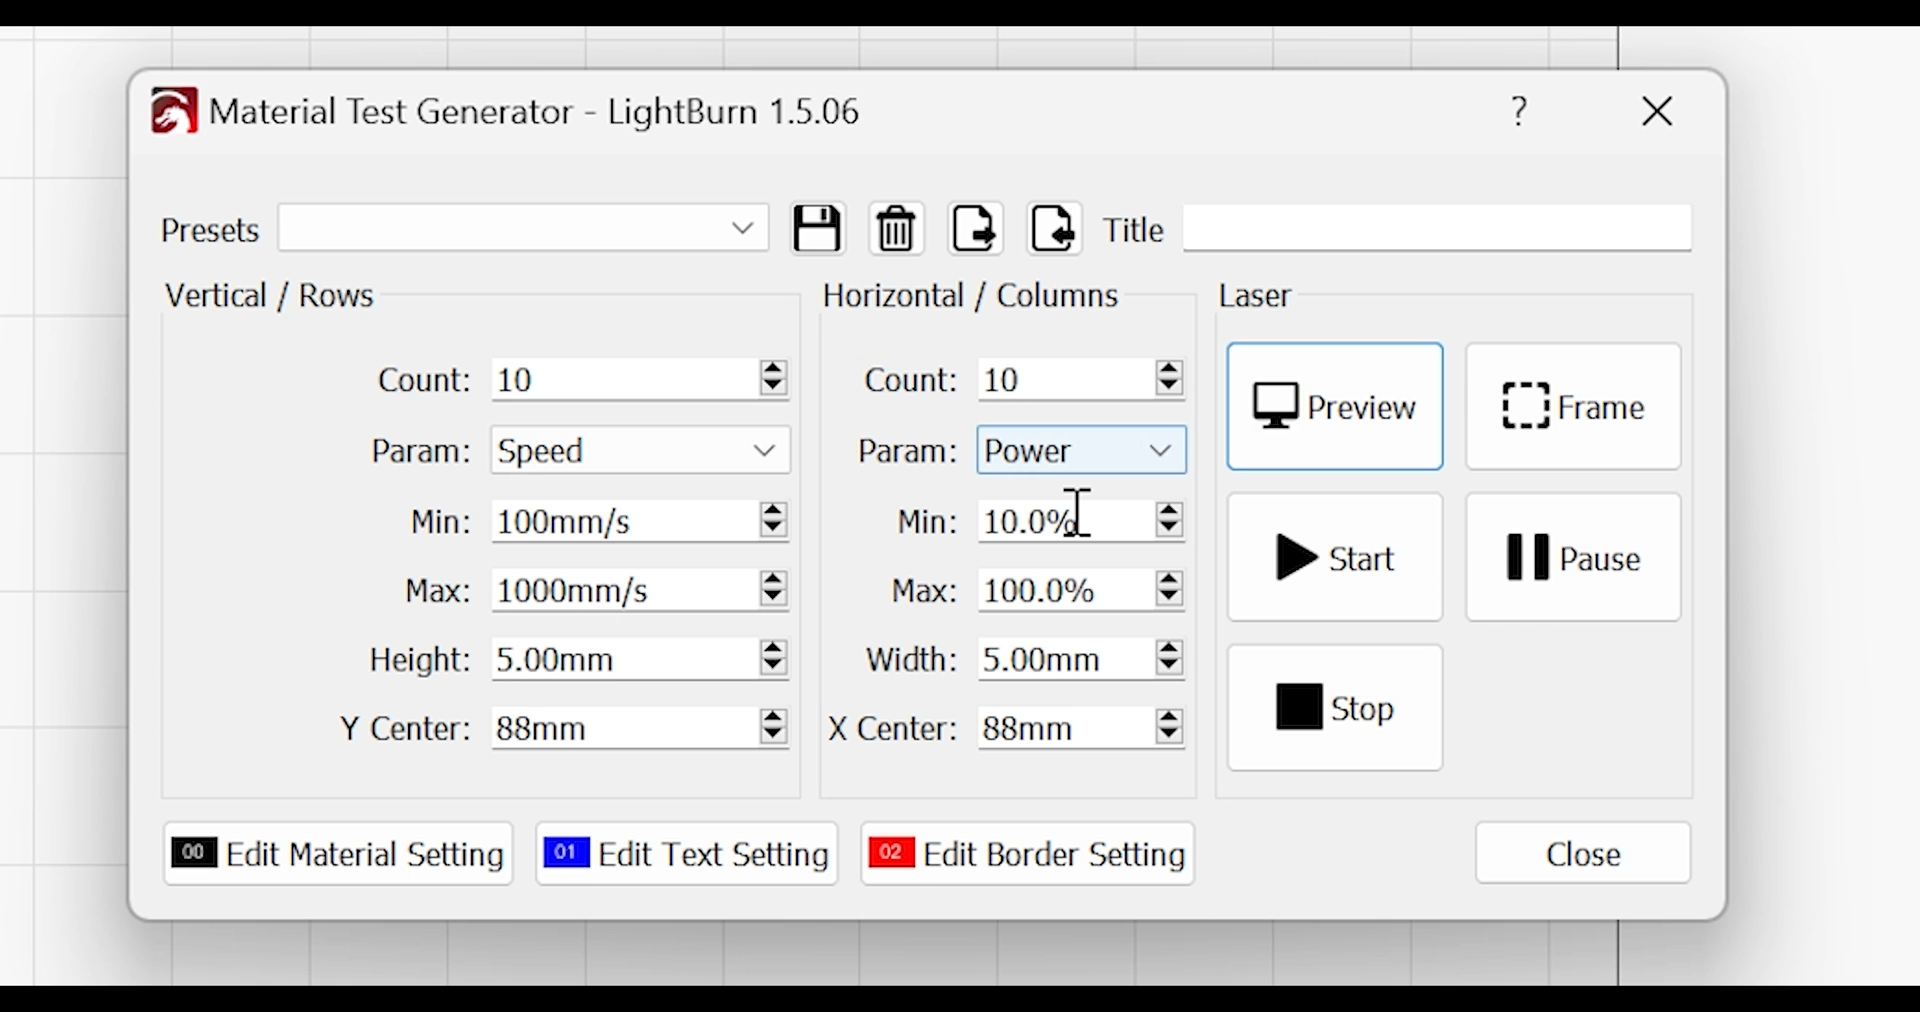 Material Test Generator - LightBurn 1.5.06 ?
Presets Title
Vertical / Rows Horizontal / Columns Laser
Count: 10 Count: 10 Preview Frame
Param: Speed Param: Power
Min: 100mm/s Min: 10.0% Start Pause
Max: 1000mm/s Max: 100.0%
Height: 5.00mm Width: 5.00mm Stop
Y Center: 88mm X Center: 88mm
00 Edit Material Setting 01 Edit Text Setting 02 Edit Border Setting Close